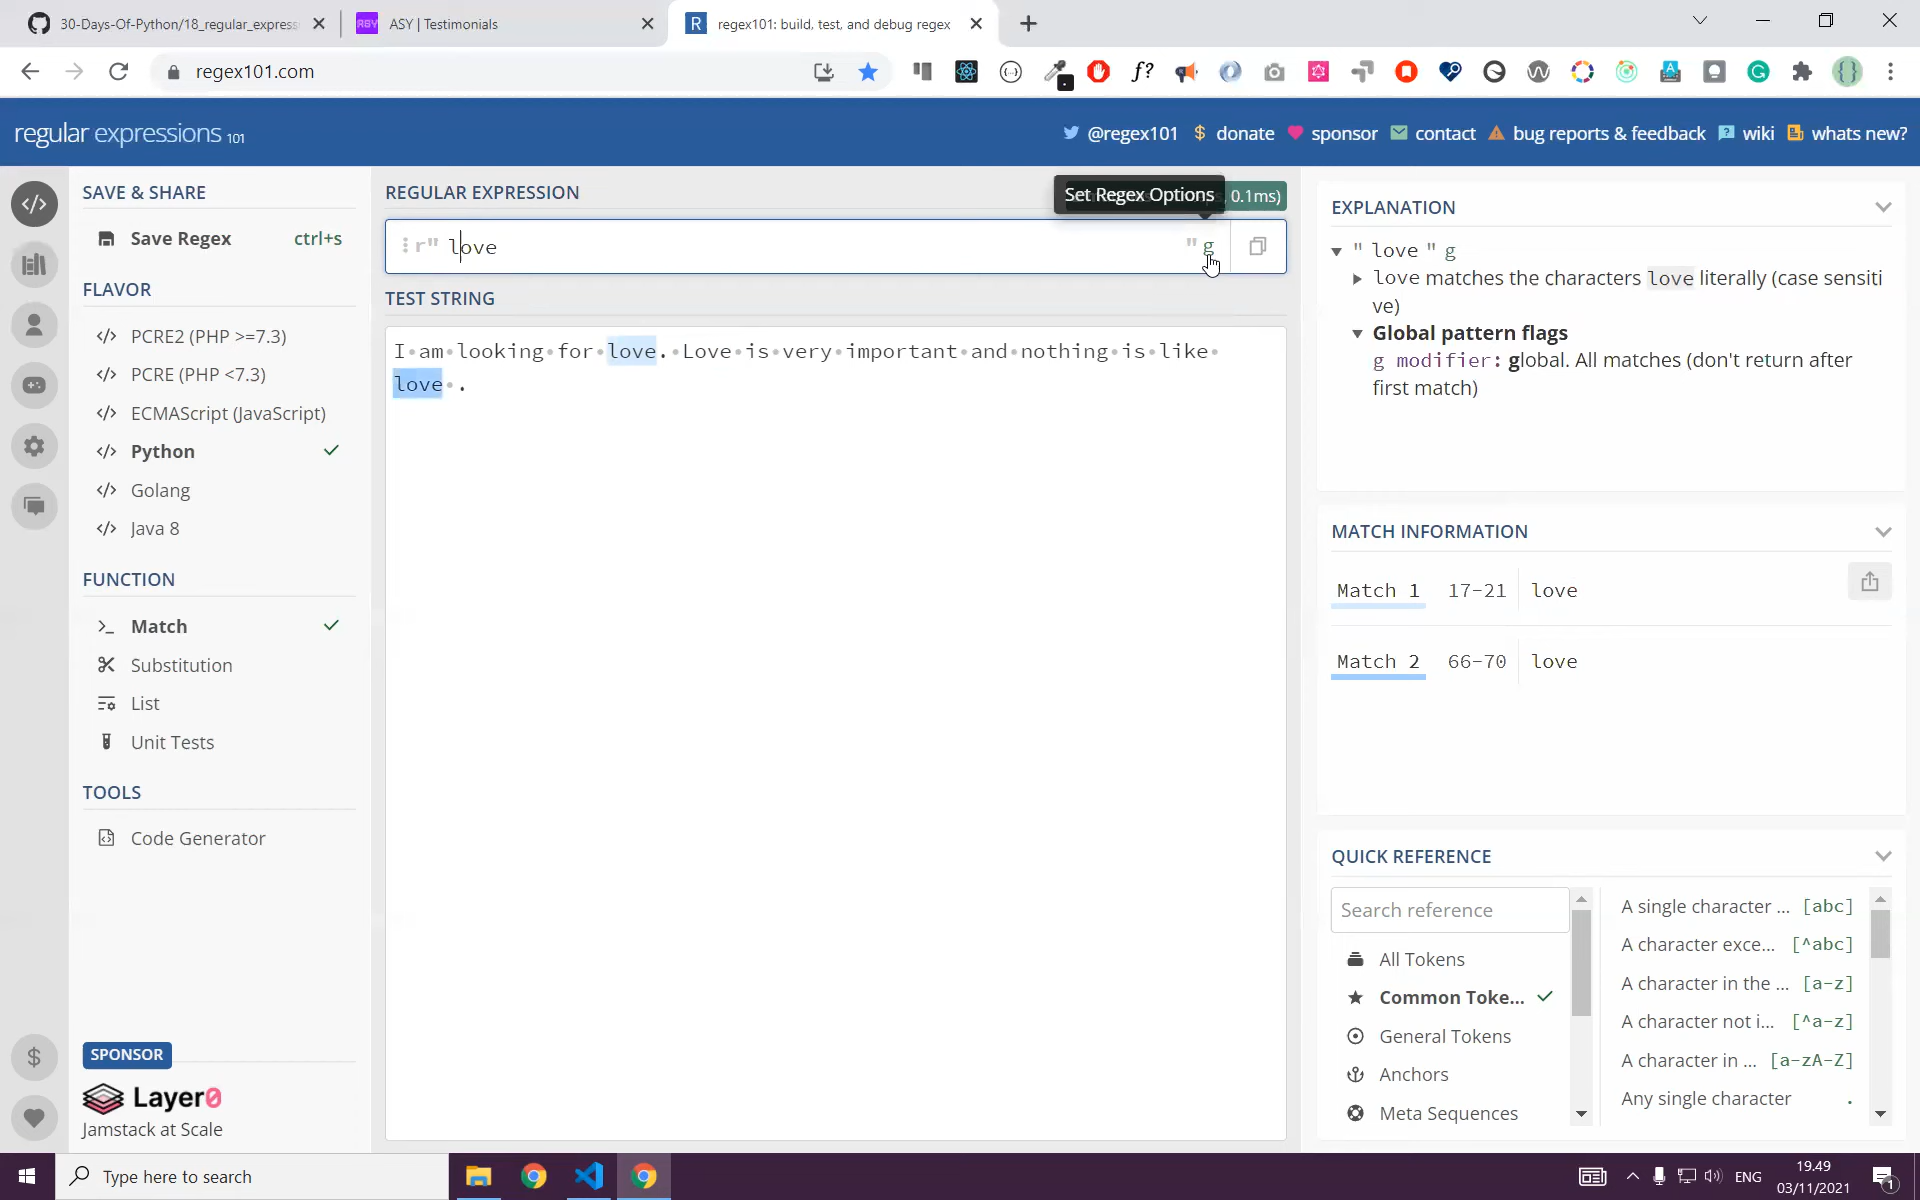 30-Days-Of-Python/18_regular_express
ASY
ASY | Testimonials
R
regex101: build, test, and debug regex
regex101.com
regular expressions 101
@regex101
donate
sponsor
contact
bug reports & feedback
wiki
whats new?
SAVE & SHARE
Save Regex ctrl+s
FLAVOR
</> PCRE2 (PHP >=7.3)
</> PCRE (PHP <7.3)
</> ECMAScript (JavaScript)
</> Python
</> Golang
</> Java 8
FUNCTION
>_ Match
Substitution
List
Unit Tests
TOOLS
Code Generator
SPONSOR
Layer0
Jamstack at Scale
REGULAR EXPRESSION
Set Regex Options
, 0.1ms)
r" love " g
TEST STRING
I·am·looking·for·love.·Love·is·very·important·and·nothing·is·like·
love· .
EXPLANATION
" love " g
love matches the characters love literally (case sensiti
ve)
Global pattern flags
g modifier: global. All matches (don't return after
first match)
MATCH INFORMATION
Match 1 17-21 love
Match 2 66-70 love
QUICK REFERENCE
Search reference
All Tokens
Common Toke...
General Tokens
Anchors
Meta Sequences
A single character ... [abc]
A character exce... [^abc]
A character in the ... [a-z]
A character not i... [^a-z]
A character in ... [a-zA-Z]
Any single character .
Type here to search
ENG
19.49
03/11/2021
1